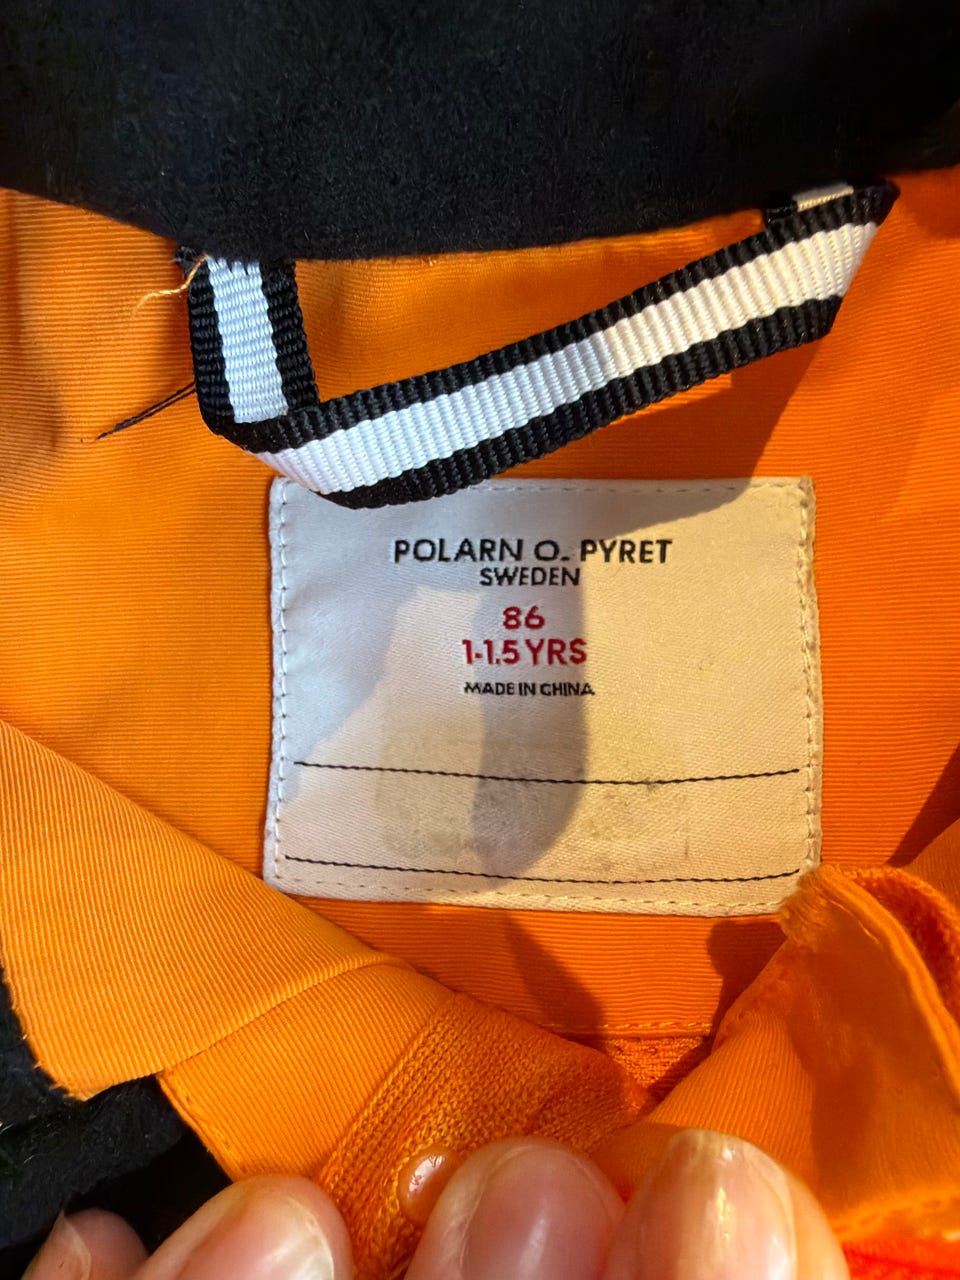 POLARN O. PYRET
SWEDEN
86
1-1,5 YRS
MADE IN CHINA